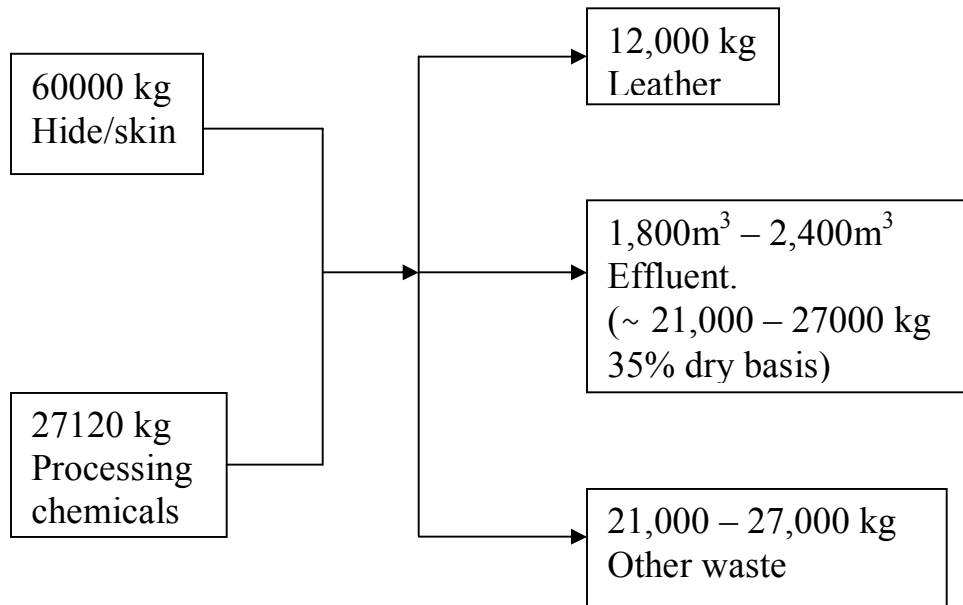 60000 kg
Hide/skin
27120 kg
Processing
chemicals
12,000 kg
Leather
1,800m³ – 2,400m³
Effluent.
(~ 21,000 – 27000 kg
35% dry basis)
21,000 – 27,000 kg
Other waste